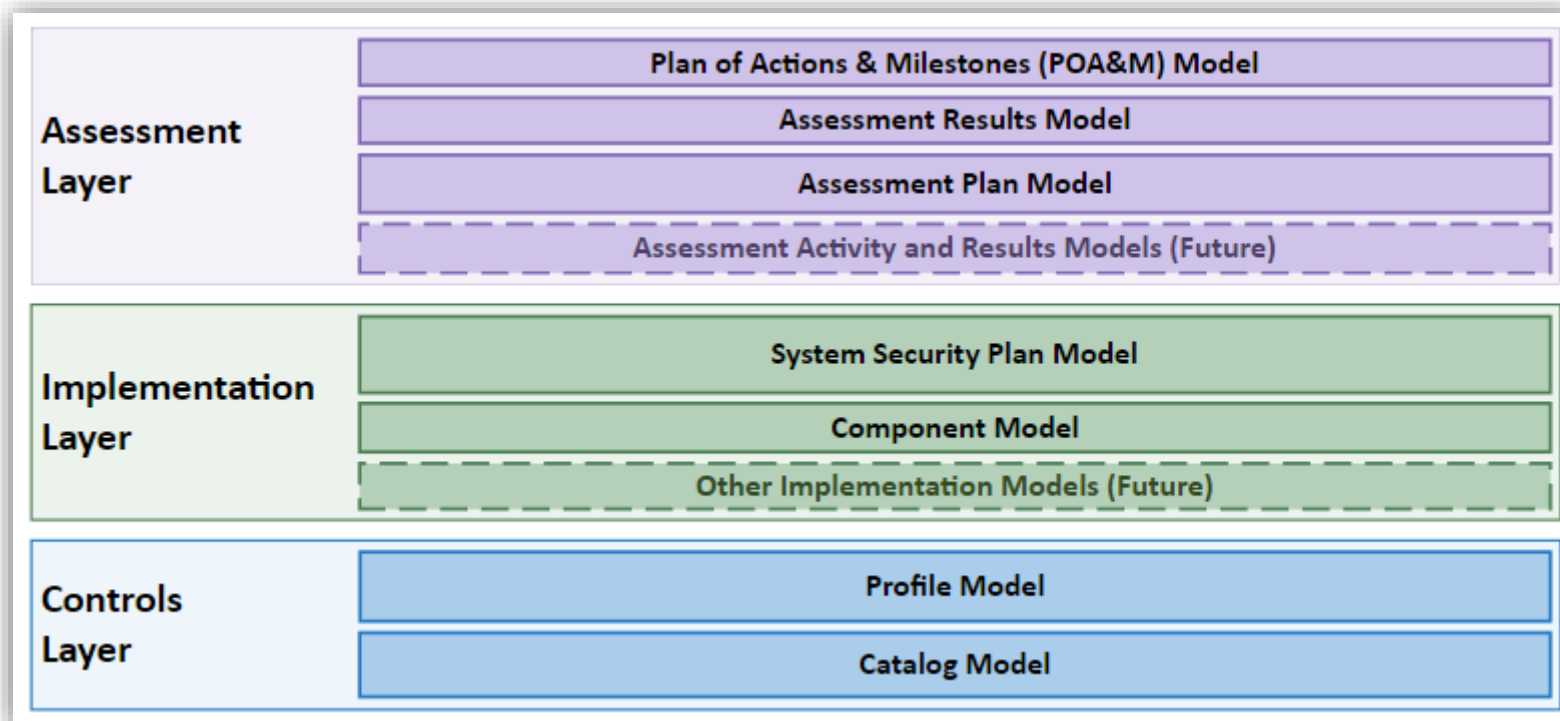 Assessment
Layer
Plan of Actions & Milestones (POA&M) Model
Assessment Results Model
Assessment Plan Model
Assessment Activity and Results Models (Future)
Implementation
Layer
System Security Plan Model
Component Model
Other Implementation Models (Future)
Controls
Layer
Profile Model
Catalog Model